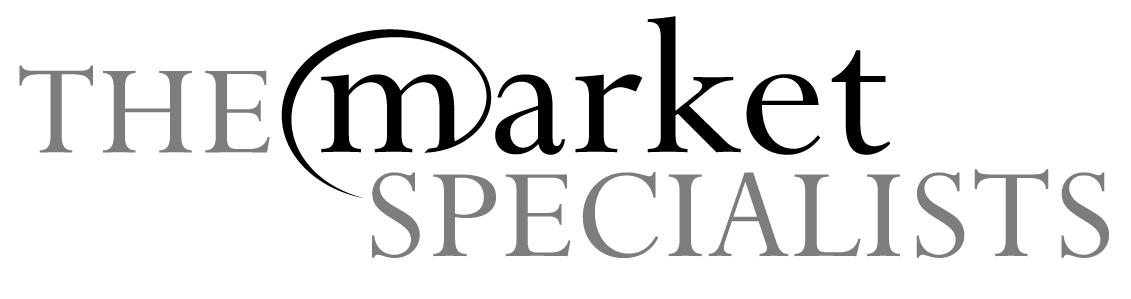 THE market
SPECIALISTS